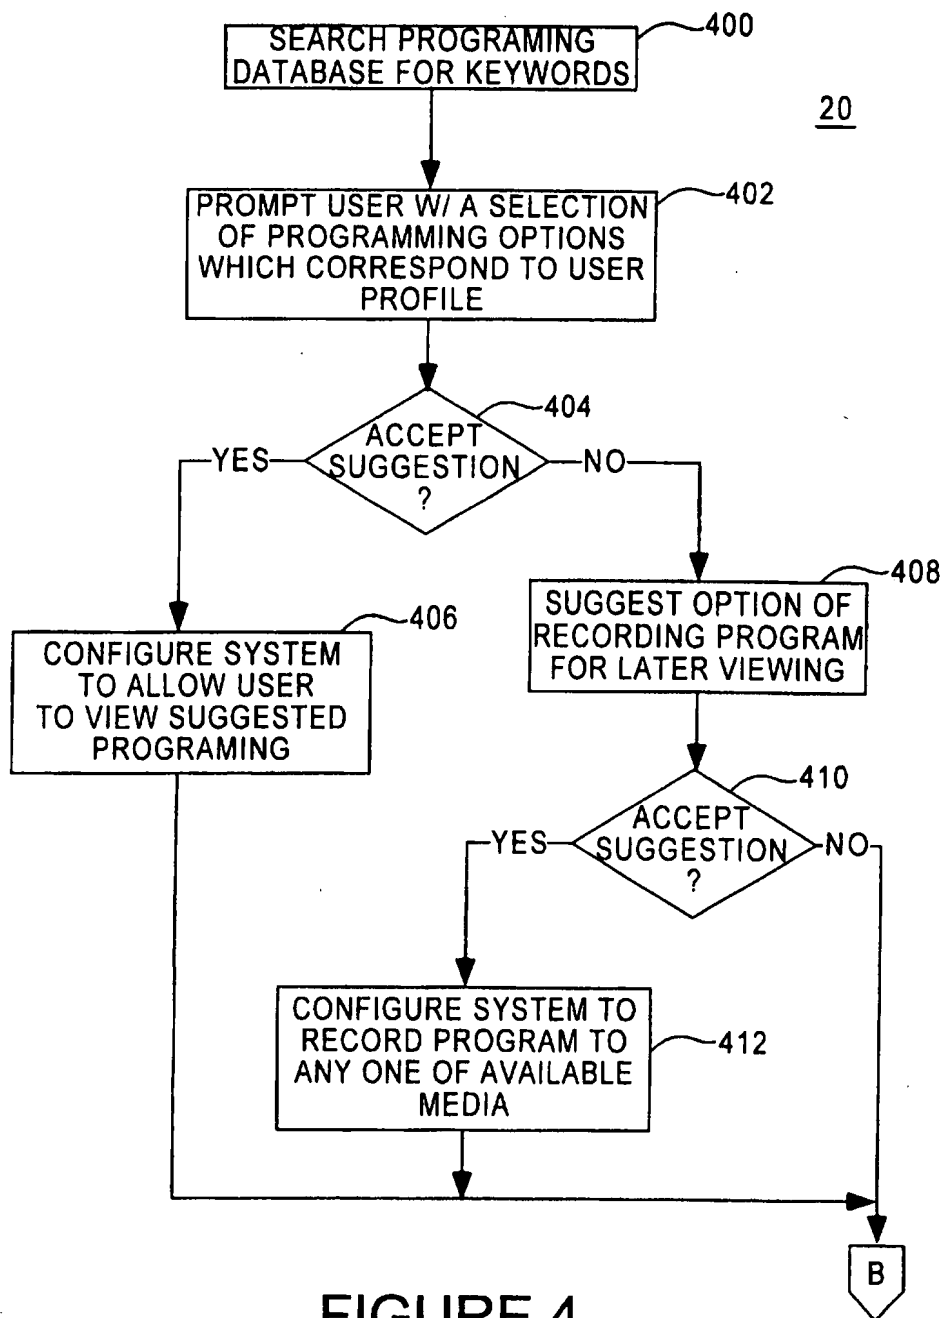 400
SEARCH PROGRAMING
DATABASE FOR KEYWORDS
20
402
PROMPT USER W/ A SELECTION
OF PROGRAMMING OPTIONS
WHICH CORRESPOND TO USER
PROFILE
404
ACCEPT
SUGGESTION
?
YES
NO
408
SUGGEST OPTION OF
RECORDING PROGRAM
FOR LATER VIEWING
406
CONFIGURE SYSTEM
TO ALLOW USER
TO VIEW SUGGESTED
PROGRAMING
410
ACCEPT
SUGGESTION
?
YES
NO
CONFIGURE SYSTEM TO
RECORD PROGRAM TO
ANY ONE OF AVAILABLE
MEDIA
412
B
FIGURE 4